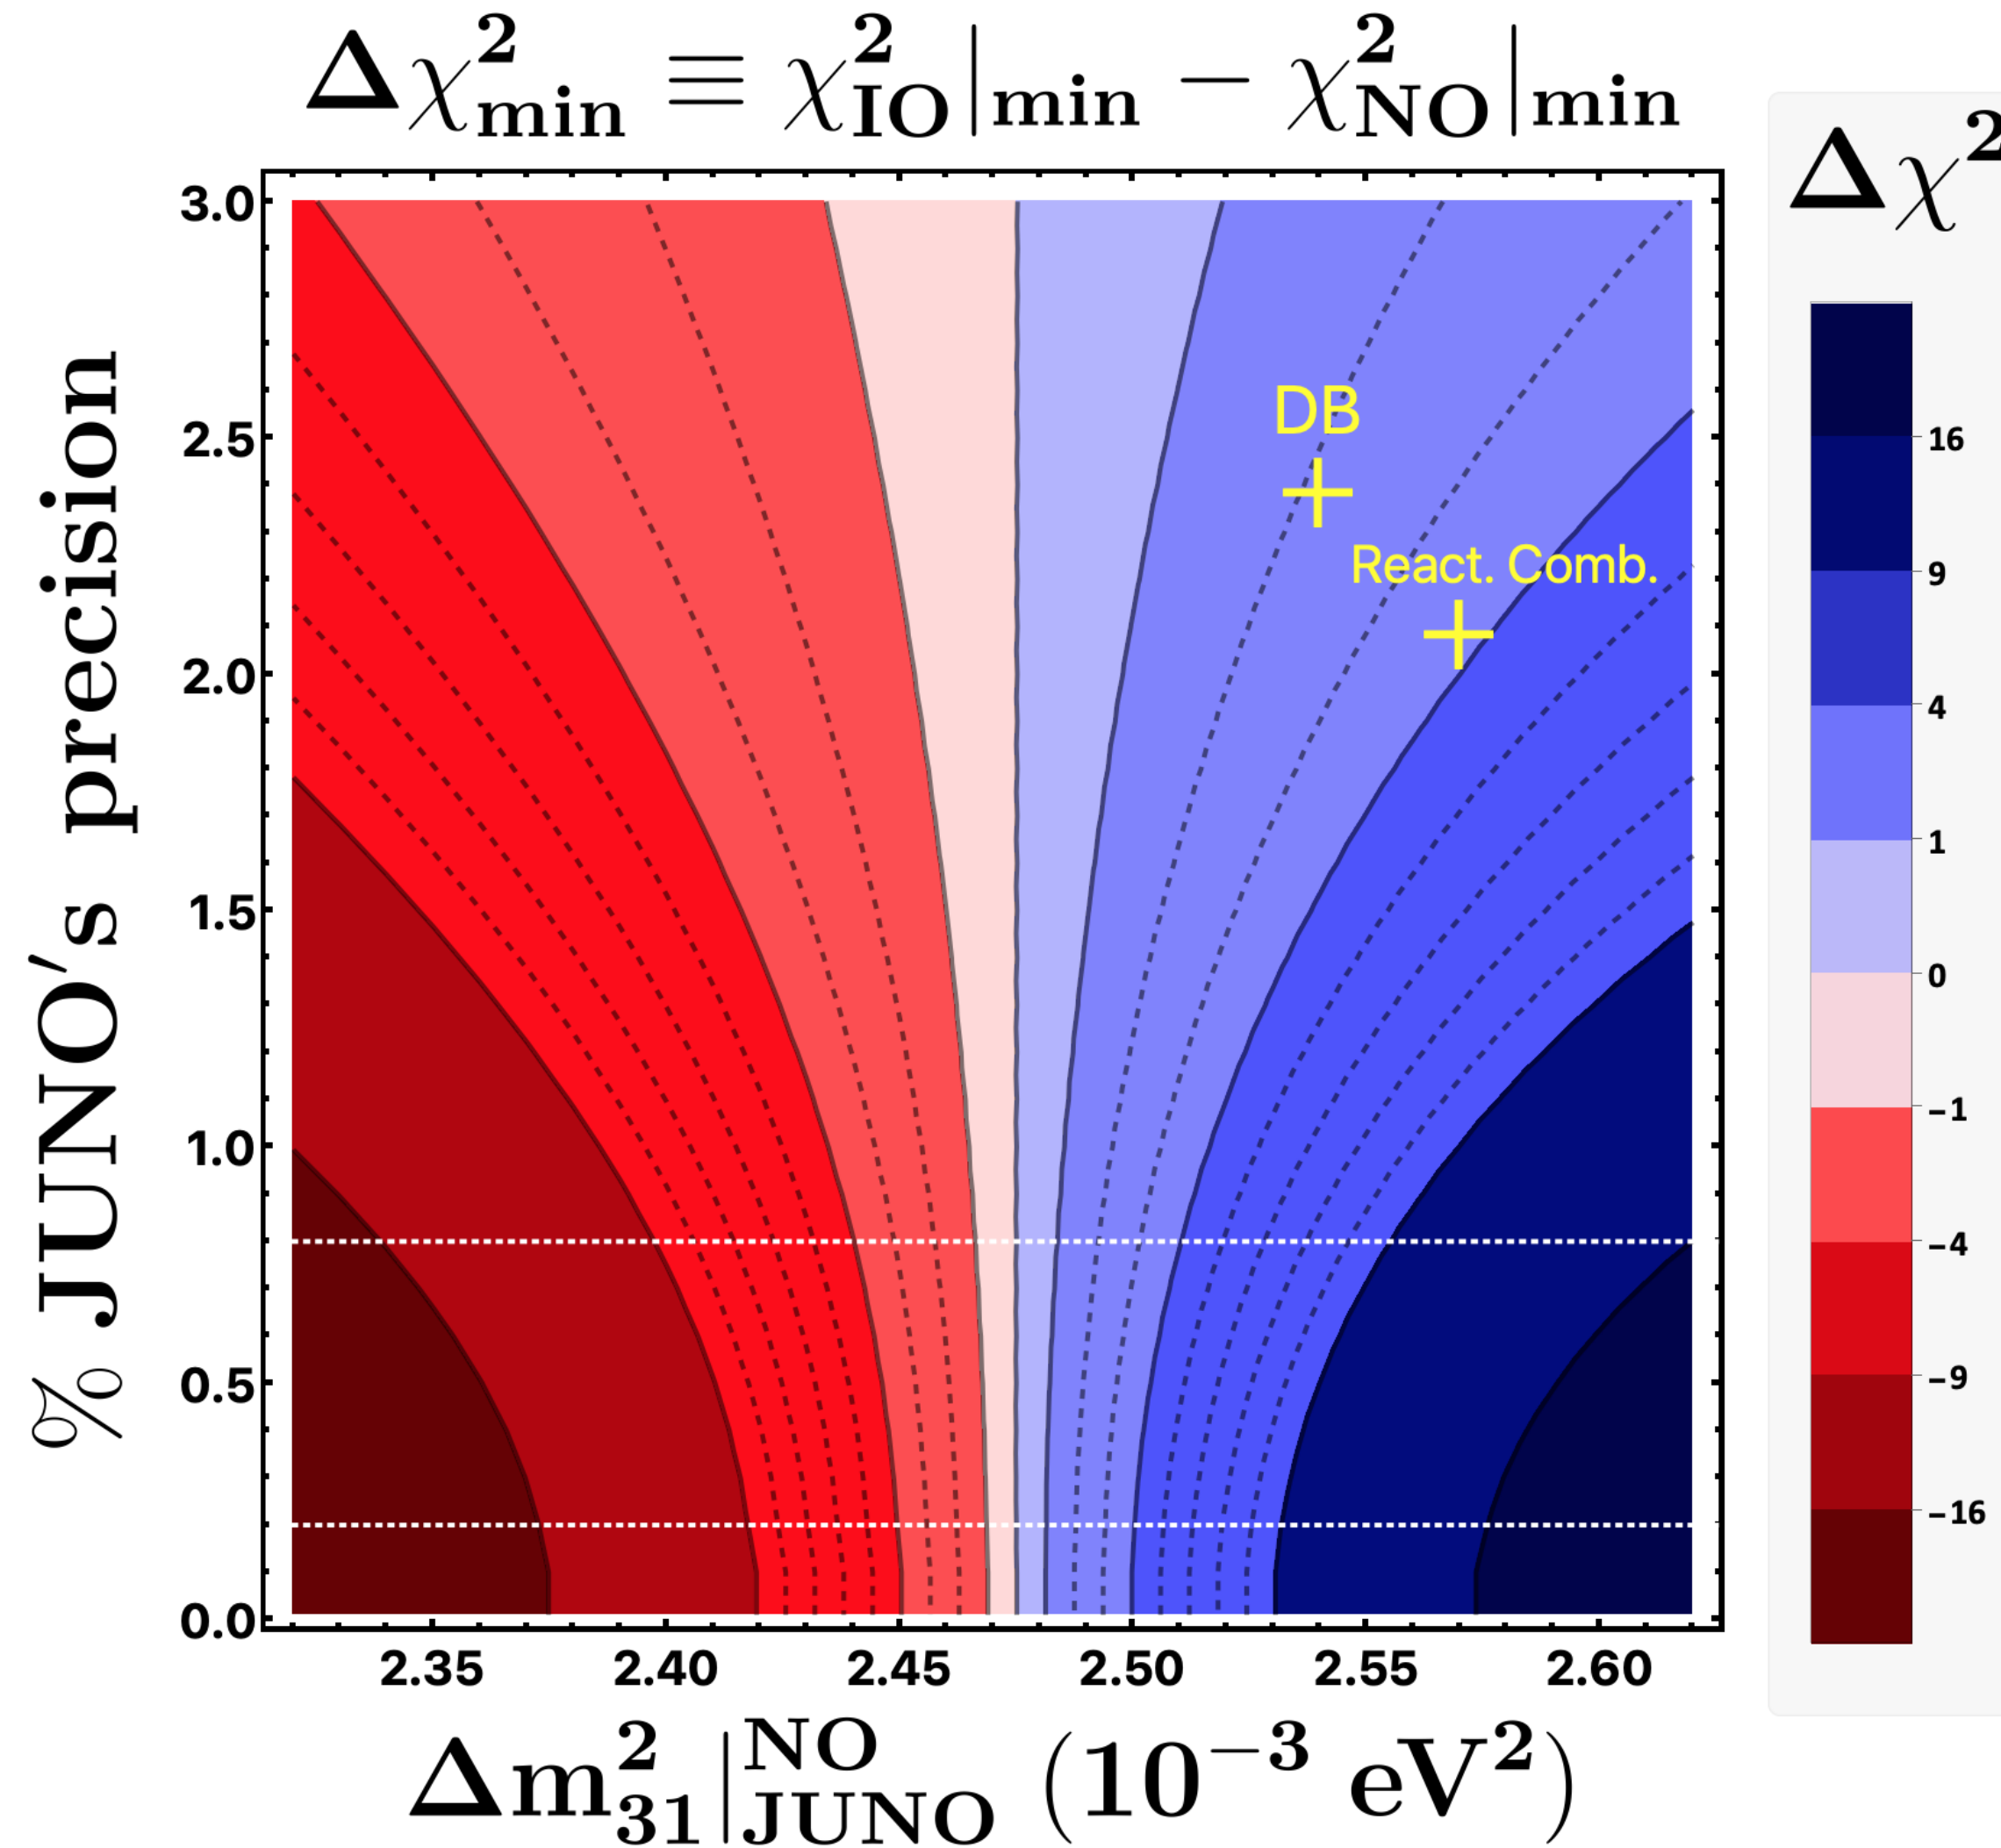 Δχ²min ≡ χ²IO|min − χ²NO|min
Δχ²
% JUNO's precision
3.0
2.5
2.0
1.5
1.0
0.5
0.0
DB
React. Comb.
2.35 2.40 2.45 2.50 2.55 2.60
Δm²31|NO JUNO (10⁻³ eV²)
16
9
4
1
0
−1
−4
−9
−16